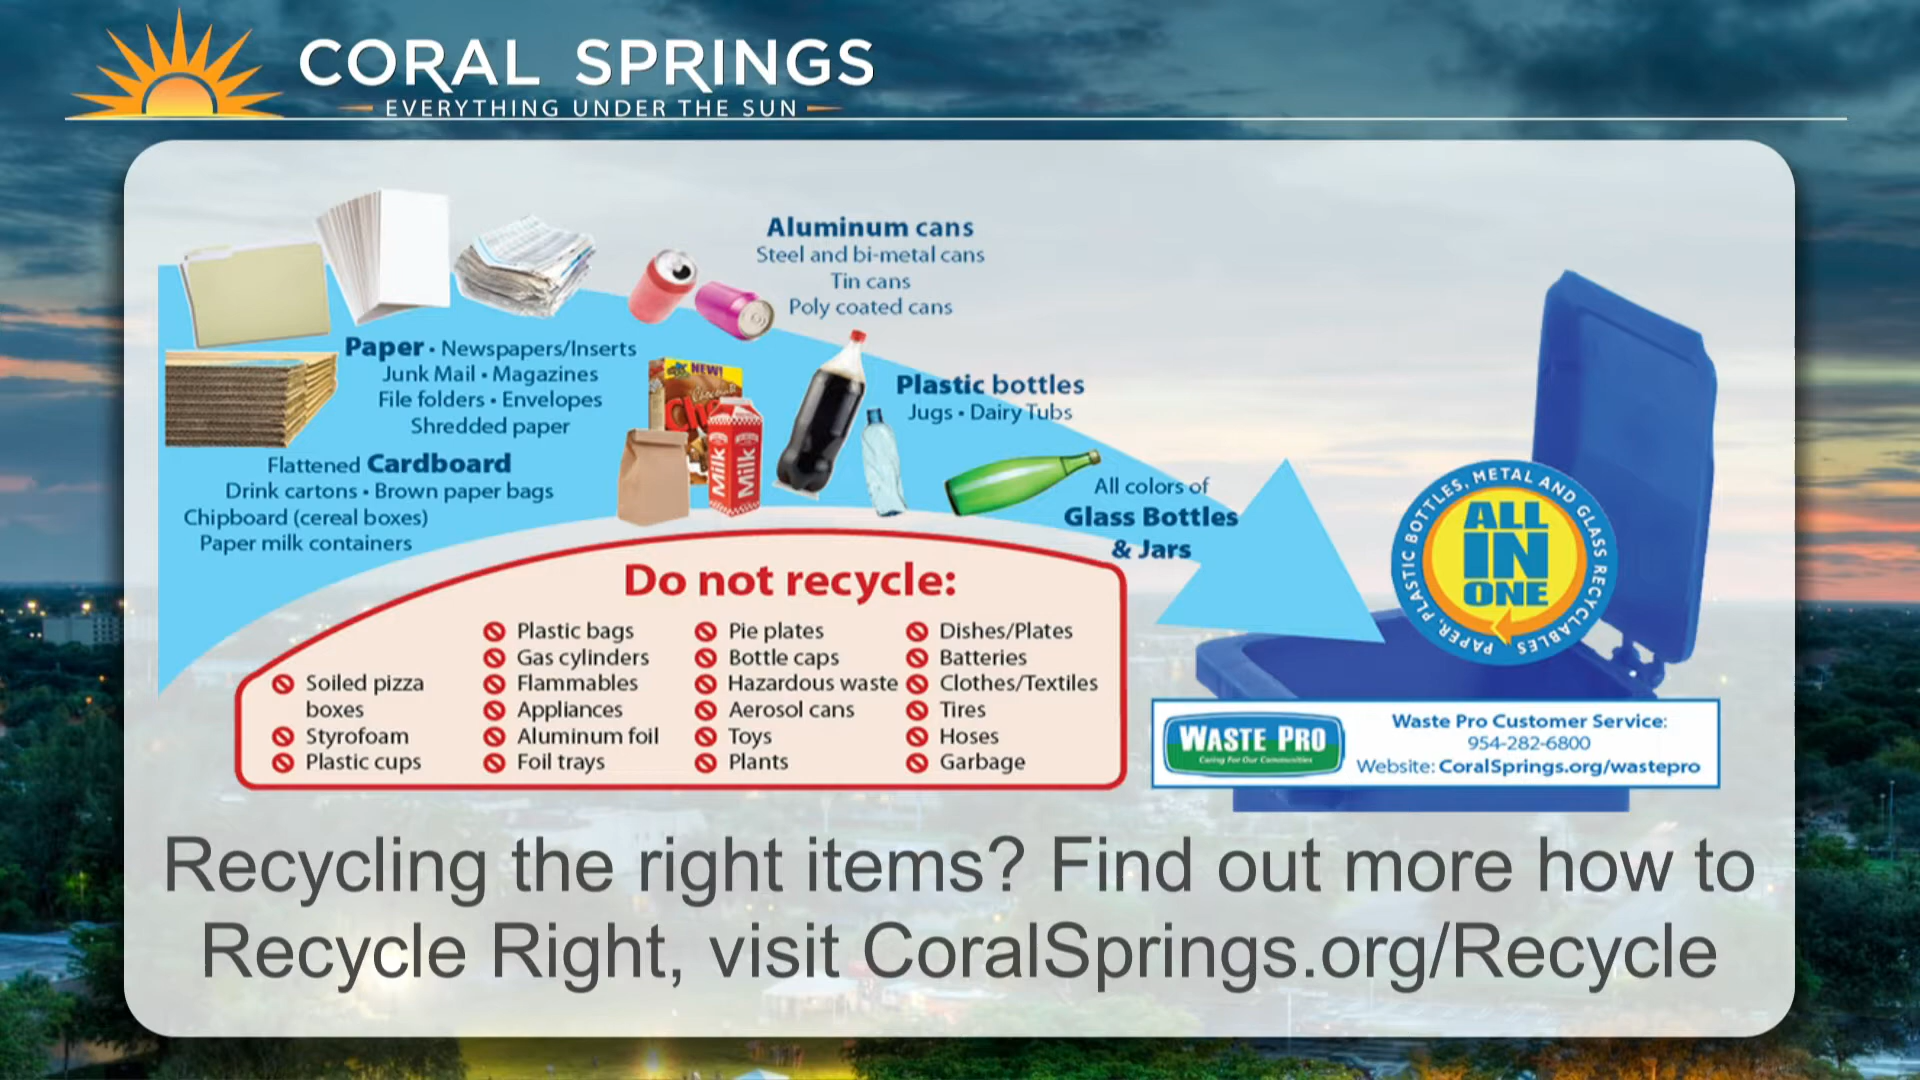 CORAL SPRINGS
EVERYTHING UNDER THE SUN
Aluminum cans
Steel and bi-metal cans
Tin cans
Poly coated cans
Paper • Newspapers/Inserts
Junk Mail • Magazines
File folders • Envelopes
Shredded paper
Flattened Cardboard
Drink cartons • Brown paper bags
Chipboard (cereal boxes)
Paper milk containers
NEW!
Milk
Milk
Plastic bottles
Jugs • Dairy Tubs
All colors of
Glass Bottles
& Jars
PAPER, PLASTIC BOTTLES, METAL AND GLASS RECYCLABLES
ALL
IN
ONE
Do not recycle:
Soiled pizza
boxes
Styrofoam
Plastic cups
Plastic bags
Gas cylinders
Flammables
Appliances
Aluminum foil
Foil trays
Pie plates
Bottle caps
Hazardous waste
Aerosol cans
Toys
Plants
Dishes/Plates
Batteries
Clothes/Textiles
Tires
Hoses
Garbage
WASTE PRO
Caring For Our Communities
Waste Pro Customer Service:
954-282-6800
Website: CoralSprings.org/wastepro
Recycling the right items? Find out more how to
Recycle Right, visit CoralSprings.org/Recycle